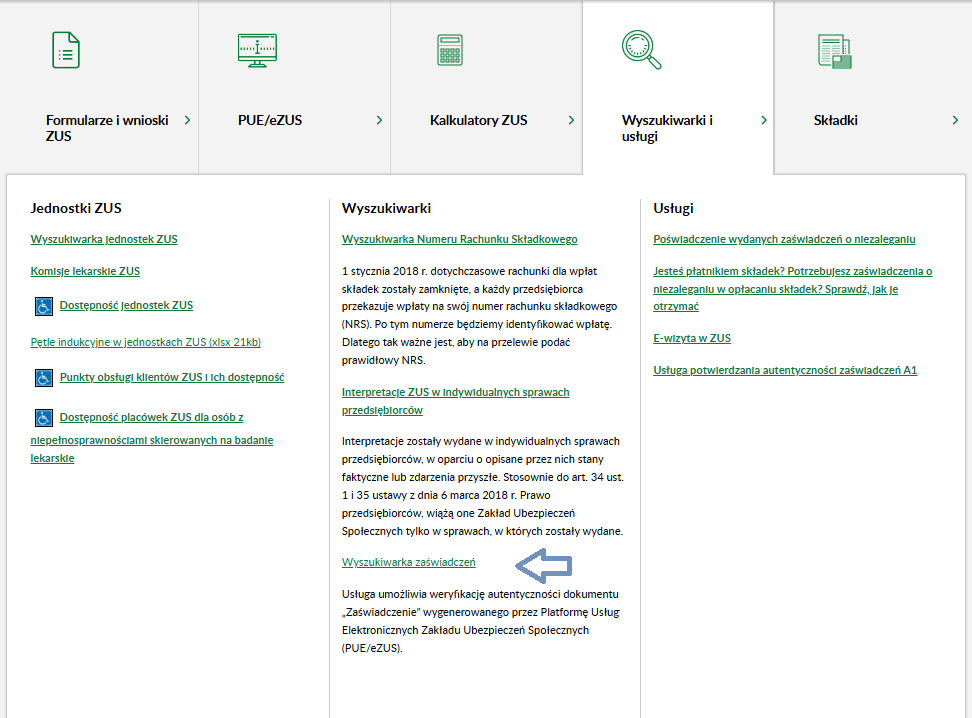 Formularze i wnioski
ZUS
PUE/eZUS
Kalkulatory ZUS
Wyszukiwarki i
usługi
Składki
Jednostki ZUS
Wyszukiwarka jednostek ZUS
Komisje lekarskie ZUS
Dostępność jednostek ZUS
Pętle indukcyjne w jednostkach ZUS (xlsx 21kb)
Punkty obsługi klientów ZUS i ich dostępność
Dostępność placówek ZUS dla osób z
niepełnosprawnościami skierowanych na badanie
lekarskie
Wyszukiwarki
Wyszukiwarka Numeru Rachunku Składkowego
1 stycznia 2018 r. dotychczasowe rachunki dla wpłat
składek zostały zamknięte, a każdy przedsiębiorca
przekazuje wpłaty na swój numer rachunku składkowego
(NRS). Po tym numerze będziemy identyfikować wpłatę.
Dlatego tak ważne jest, aby na przelewie podać
prawidłowy NRS.
Interpretacje ZUS w indywidualnych sprawach
przedsiębiorców
Interpretacje zostały wydane w indywidualnych sprawach
przedsiębiorców, w oparciu o opisane przez nich stany
faktyczne lub zdarzenia przyszłe. Stosownie do art. 34 ust.
1 i 35 ustawy z dnia 6 marca 2018 r. Prawo
przedsiębiorców, wiążą one Zakład Ubezpieczeń
Społecznych tylko w sprawach, w których zostały wydane.
Wyszukiwarka zaświadczeń
Usługa umożliwia weryfikację autentyczności dokumentu
„Zaświadczenie” wygenerowanego przez Platformę Usług
Elektronicznych Zakładu Ubezpieczeń Społecznych
(PUE/eZUS).
Usługi
Poświadczenie wydanych zaświadczeń o niezaleganiu
Jesteś płatnikiem składek? Potrzebujesz zaświadczenia o
niezaleganiu w opłacaniu składek? Sprawdź, jak je
otrzymać
E-wizyta w ZUS
Usługa potwierdzania autentyczności zaświadczeń A1